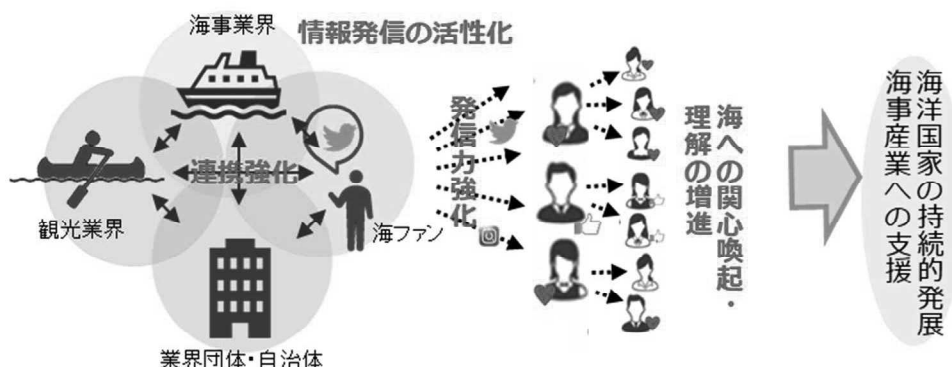 海事業界
情報発信の活性化
連携強化
観光業界
海ファン
業界団体・自治体
発信力強化
海への関心喚起・
理解の増進
海洋国家の持続的発展
海事産業への支援